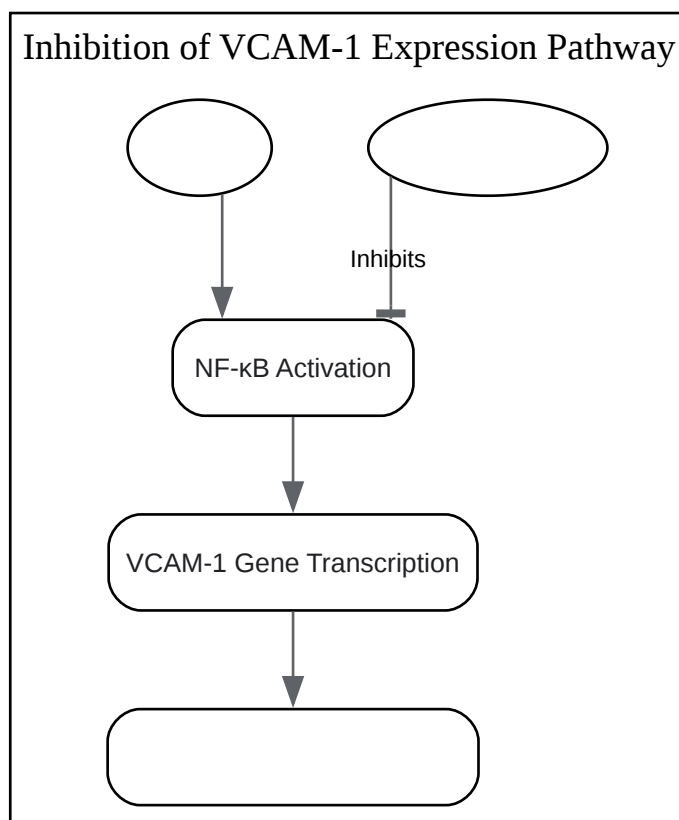 Inhibition of VCAM-1 Expression Pathway
Inhibits
NF-κB Activation
VCAM-1 Gene Transcription